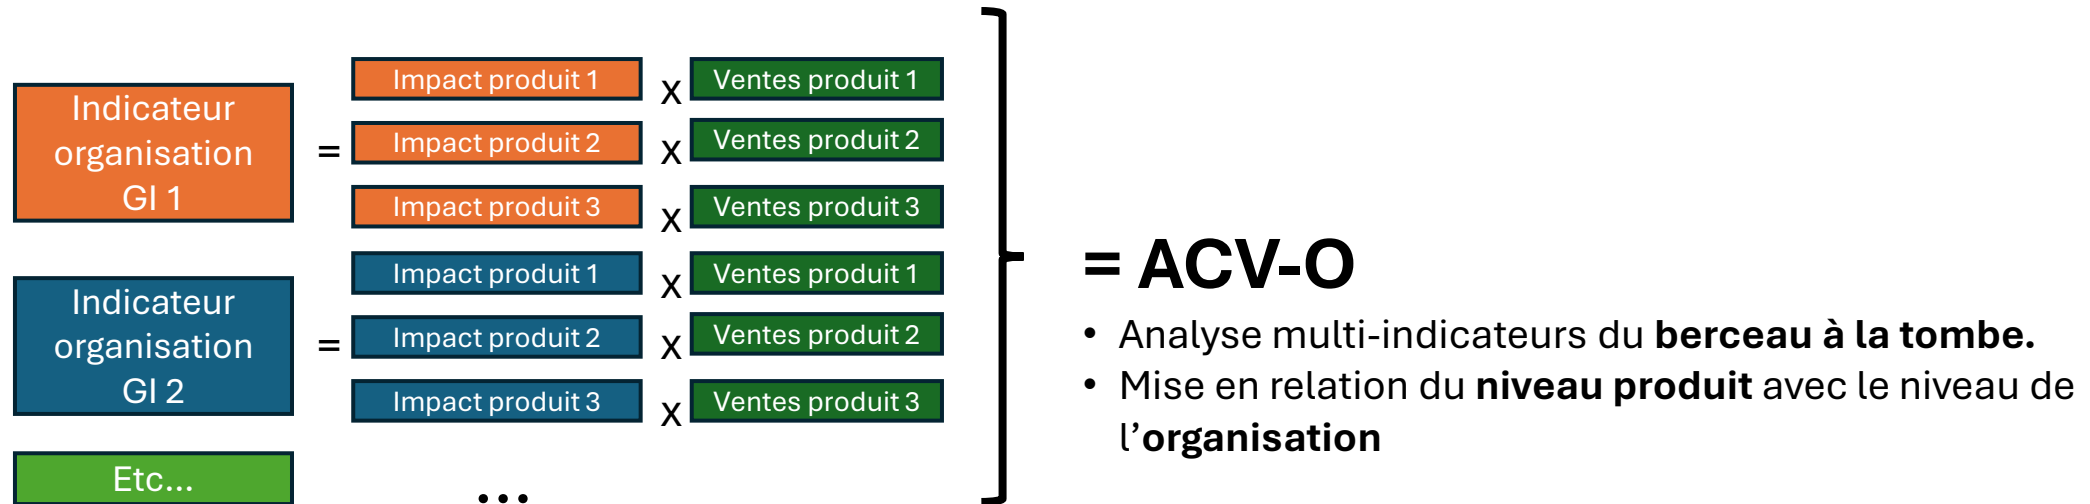 Indicateur
organisation
GI 1
=
Impact produit 1 x Ventes produit 1
Impact produit 2 x Ventes produit 2
Impact produit 3 x Ventes produit 3
Indicateur
organisation
GI 2
=
Impact produit 1 x Ventes produit 1
Impact produit 2 x Ventes produit 2
Impact produit 3 x Ventes produit 3
Etc...
...
= ACV-O
• Analyse multi-indicateurs du berceau à la tombe.
• Mise en relation du niveau produit avec le niveau de
l’organisation